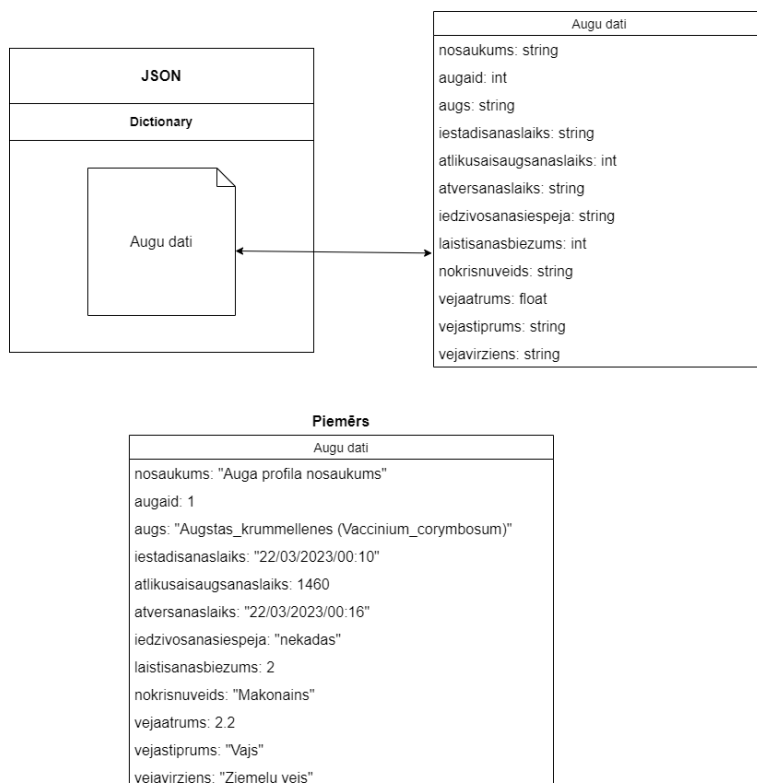 JSON
Dictionary
Augu dati
Augu dati
nosaukums: string
augaid: int
augs: string
iestadisanaslaiks: string
atlikusaisaugsanaslaiks: int
atversanaslaiks: string
iedzivosanasiespeja: string
laistisanasbiezums: int
nokrisnuveids: string
vejaatrums: float
vejastiprums: string
vejavirziens: string
Piemērs
Augu dati
nosaukums: "Auga profila nosaukums"
augaid: 1
augs: "Augstas_krummellenes (Vaccinium_corymbosum)"
iestadisanaslaiks: "22/03/2023/00:10"
atlikusaisaugsanaslaiks: 1460
atversanaslaiks: "22/03/2023/00:16"
iedzivosanasiespeja: "nekadas"
laistisanasbiezums: 2
nokrisnuveids: "Makonains"
vejaatrums: 2.2
vejastiprums: "Vajs"
vejavirziens: "Ziemelu vejs"